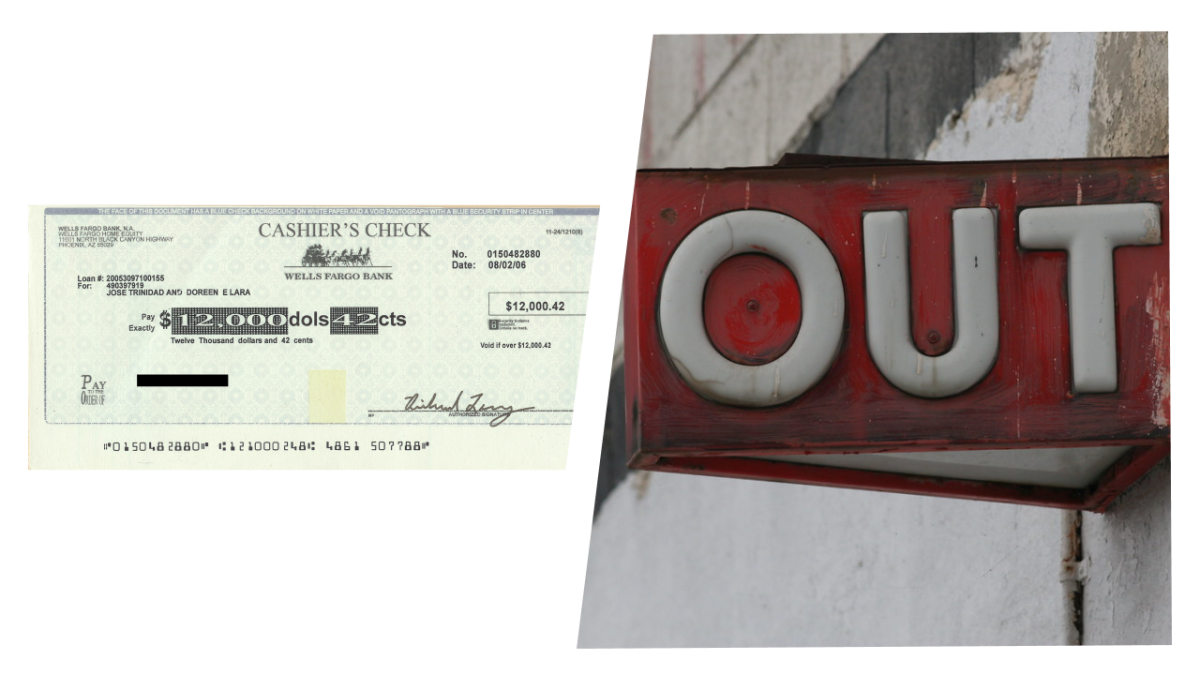 THE FACE OF THIS DOCUMENT HAS A BLUE CHECK BACKGROUND ON WHITE PAPER AND A VOID PANTOGRAPH WITH A BLUE SECURITY STRIP IN CENTER
WELLS FARGO BANK, N.A.
WELLS FARGO HOME EQUITY
11601 NORTH BLACK CANYON HIGHWAY
PHOENIX, AZ 85029
CASHIER'S CHECK
WELLS FARGO BANK
11-24/1210(8)
No. 0150482880
Date: 08/02/06
Loan #: 20053097100155
For: 490397919
JOSE TRINIDAD AND DOREEN E LARA
$12,000.42
Pay Exactly $12,000dols42cts
Twelve Thousand dollars and 42 cents
Void if over $12,000.42
PAY
TO THE
ORDER OF
BY
AUTHORIZED SIGNATURE
⑈0150482880⑈ ⑆121000248⑆ 4861 507788⑈
OUT